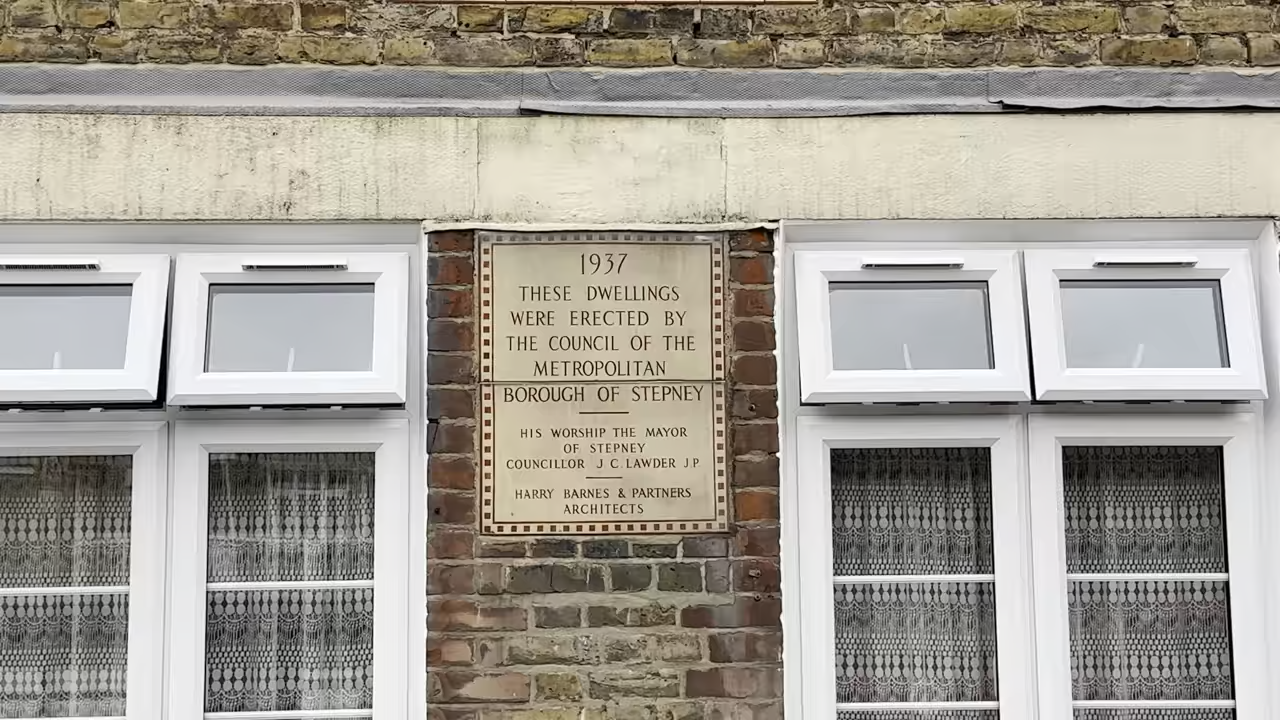 1937
THESE DWELLINGS
WERE ERECTED BY
THE COUNCIL OF THE
METROPOLITAN
BOROUGH OF STEPNEY
HIS WORSHIP THE MAYOR
OF STEPNEY
COUNCILLOR J. C. LAWDER J.P
HARRY BARNES & PARTNERS
ARCHITECTS